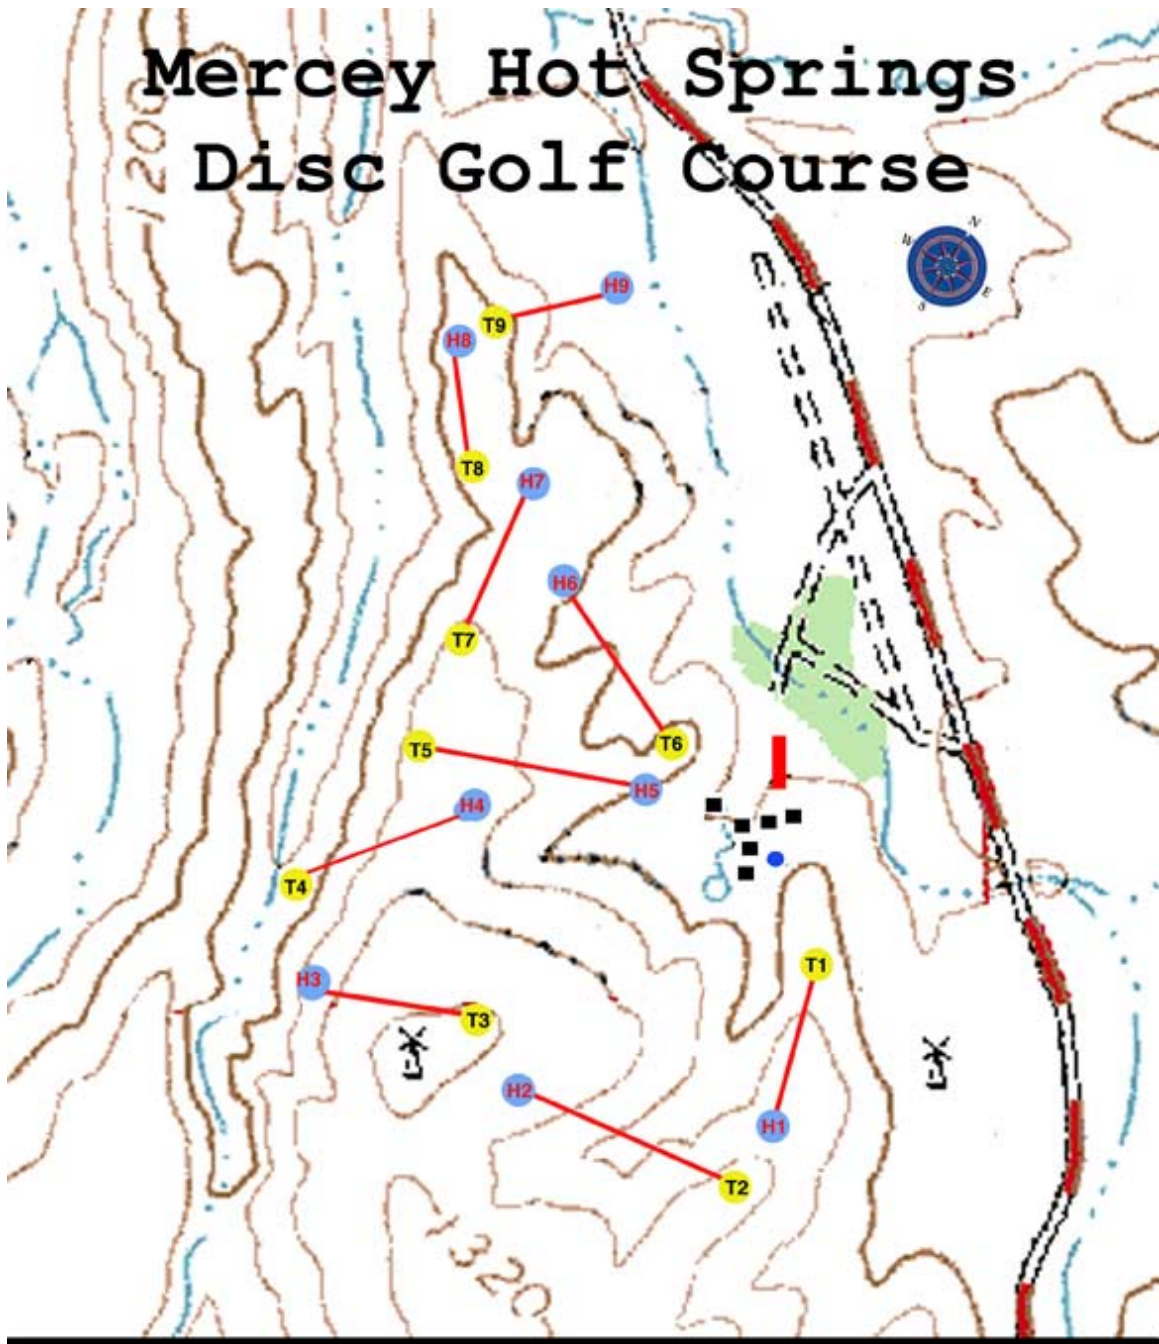 Mercey Hot Springs
Disc Golf Course
1200
N
W
E
S
H9
T9
H8
T8
H7
H6
T7
T6
T5
H5
H4
T4
T1
H3
T3
H2
H1
T2
1320